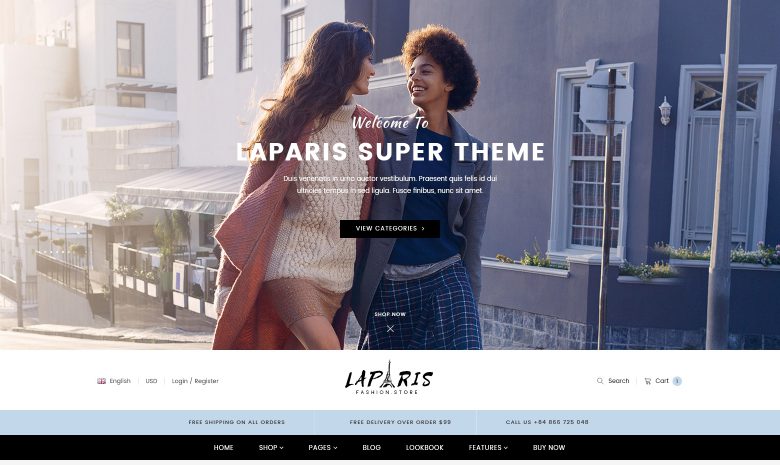 Welcome To
LAPARIS SUPER THEME
Duis venenatis in urna auctor vestibulum. Praesent quis felis id dui
ultricies tempus in sed ligula. Fusce finibus, nunc sit amet.
VIEW CATEGORIES >
SHOP NOW
English USD Login / Register
LAPARIS
FASHION.STORE
Search Cart 1
FREE SHIPPING ON ALL ORDERS FREE DELIVERY OVER ORDER $99 CALL US +84 866 725 048
HOME SHOP PAGES BLOG LOOKBOOK FEATURES BUY NOW